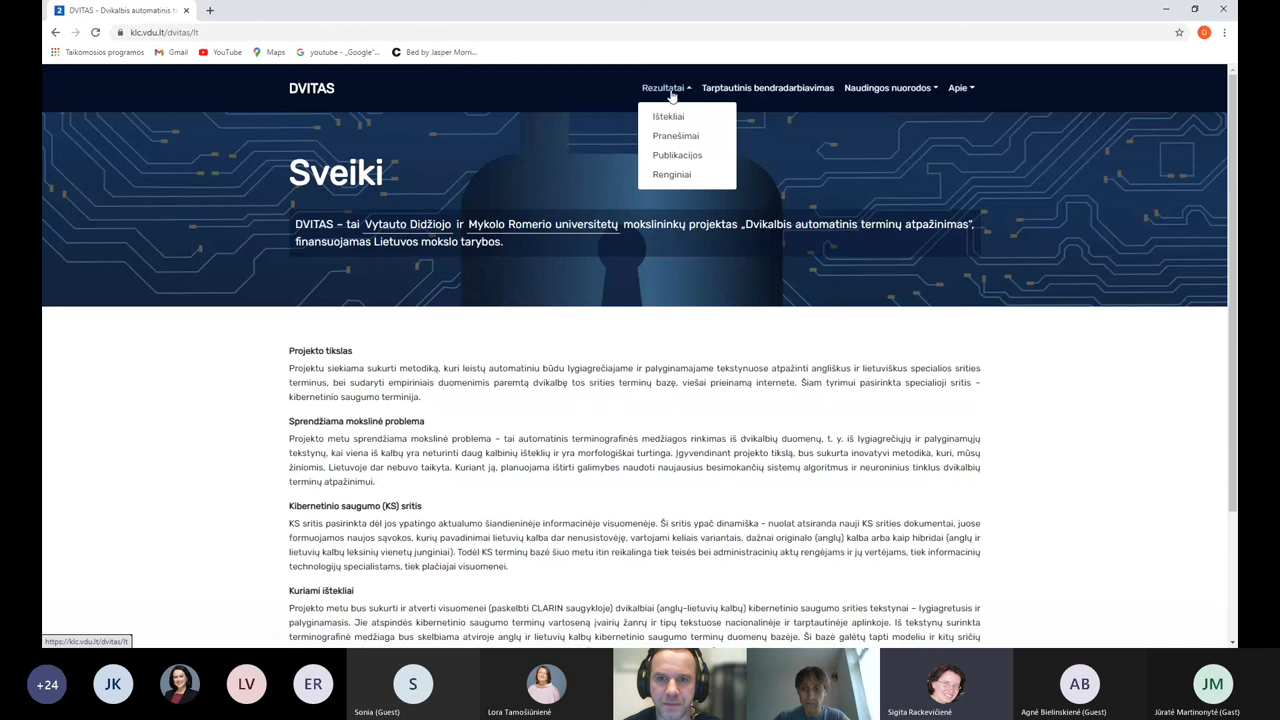 DVITAS - Dvikalbis automatinis te
klc.vdu.lt/dvitas/lt
Taikomosios programos
Gmail
YouTube
Maps
youtube - „Google“...
Bed by Jasper Morri...
DVITAS
Rezultatai
Tarptautinis bendradarbiavimas
Naudingos nuorodos
Apie
Ištekliai
Pranešimai
Publikacijos
Renginiai
Sveiki
DVITAS – tai Vytauto Didžiojo ir Mykolo Romerio universitetų mokslininkų projektas „Dvikalbis automatinis terminų atpažinimas“,
finansuojamas Lietuvos mokslo tarybos.
Projekto tikslas
Projektu siekiama sukurti metodiką, kuri leistų automatiniu būdu lygiagrečiajame ir palyginamajame tekstynuose atpažinti angliškus ir lietuviškus specialios srities
terminus, bei sudaryti empiriniais duomenimis paremtą dvikalbę tos srities terminų bazę, viešai prieinamą internete. Šiam tyrimui pasirinkta specialioji sritis –
kibernetinio saugumo terminija.
Sprendžiama mokslinė problema
Projekto metu sprendžiama mokslinė problema – tai automatinis terminografinės medžiagos rinkimas iš dvikalbių duomenų, t. y. iš lygiagrečiųjų ir palyginamųjų
tekstynų, kai viena iš kalbų yra neturinti daug kalbinių išteklių ir yra morfologiškai turtinga. Įgyvendinant projekto tikslą, bus sukurta inovatyvi metodika, kuri, mūsų
žiniomis, Lietuvoje dar nebuvo taikyta. Kuriant ją, planuojama ištirti galimybes naudoti naujausius besimokančių sistemų algoritmus ir neuroninius tinklus dvikalbių
terminų atpažinimui.
Kibernetinio saugumo (KS) sritis
KS sritis pasirinkta dėl jos ypatingo aktualumo šiandieninėje informacinėje visuomenėje. Ši sritis ypač dinamiška - nuolat atsiranda nauji KS srities dokumentai, juose
formuojamos naujos sąvokos, kurių pavadinimai lietuvių kalba dar nenusistovėję, vartojami keliais variantais, dažnai originalo (anglų) kalba arba kaip hibridai (anglų ir
lietuvių kalbų leksinių vienetų junginiai). Todėl KS terminų bazė šiuo metu itin reikalinga tiek teisės bei administracinių aktų rengėjams ir jų vertėjams, tiek informacinių
technologijų specialistams, tiek plačiajai visuomenei.
Kuriami ištekliai
Projekto metu bus sukurti ir atverti visuomenei (paskelbti CLARIN saugykloje) dvikalbiai (anglų-lietuvių kalbų) kibernetinio saugumo srities tekstynai – lygiagretusis ir
palyginamasis. Jie atspindės kibernetinio saugumo terminų vartoseną įvairių žanrų ir tipų tekstuose nacionalinėje ir tarptautinėje aplinkoje. Iš tekstynų surinkta
terminografinė medžiaga bus skelbiama atviroje anglų ir lietuvių kalbų kibernetinio saugumo terminų duomenų bazėje. Ši bazė galėtų tapti modeliu ir kitų sričių
https://klc.vdu.lt/dvitas/lt
+24
JK
LV
ER
S
AB
JM
Sonia (Guest)
Lora Tamošiūnienė
Sigita Rackevičienė
Agnė Bielinskienė (Guest)
Jūratė Martinonytė (Gast)